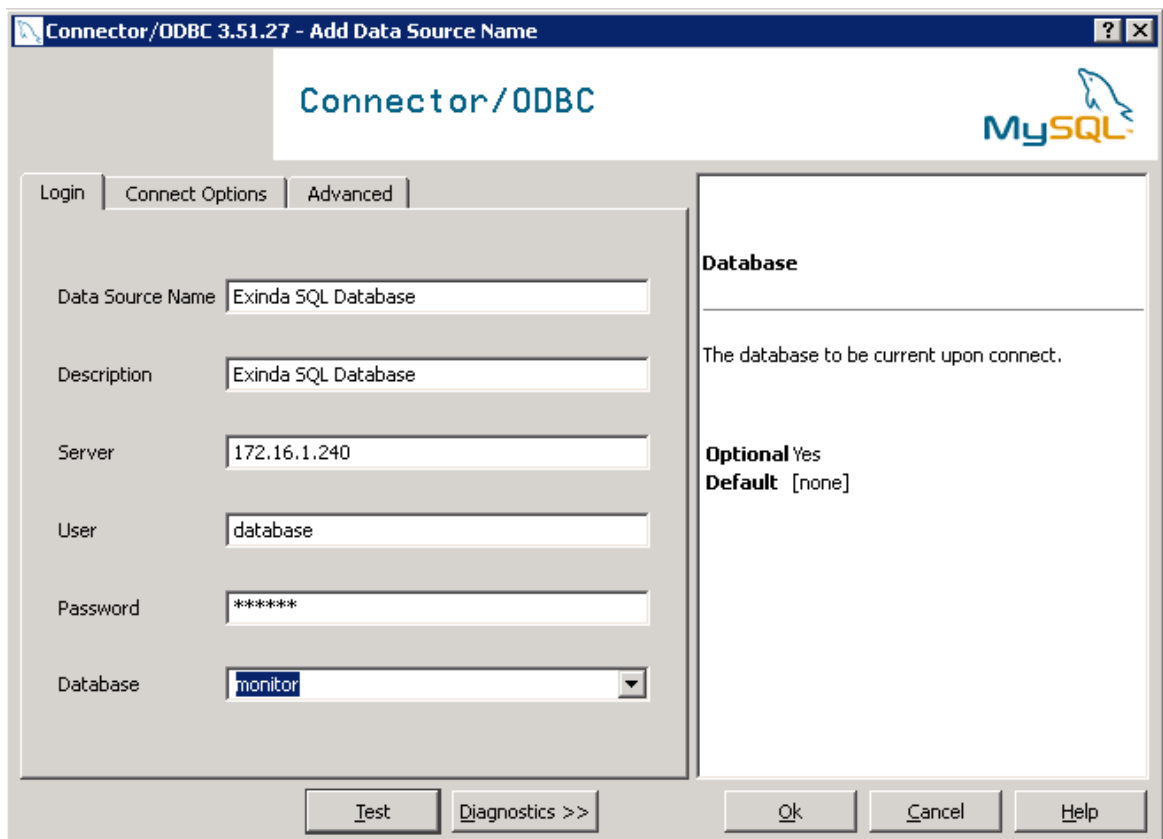 Connector/ODBC 3.51.27 - Add Data Source Name
Connector/ODBC
MySQL™
Login Connect Options Advanced
Data Source Name Exinda SQL Database
Description Exinda SQL Database
Server 172.16.1.240
User database
Password ******
Database monitor
Database
The database to be current upon connect.
Optional Yes
Default [none]
Test Diagnostics >> Ok Cancel Help